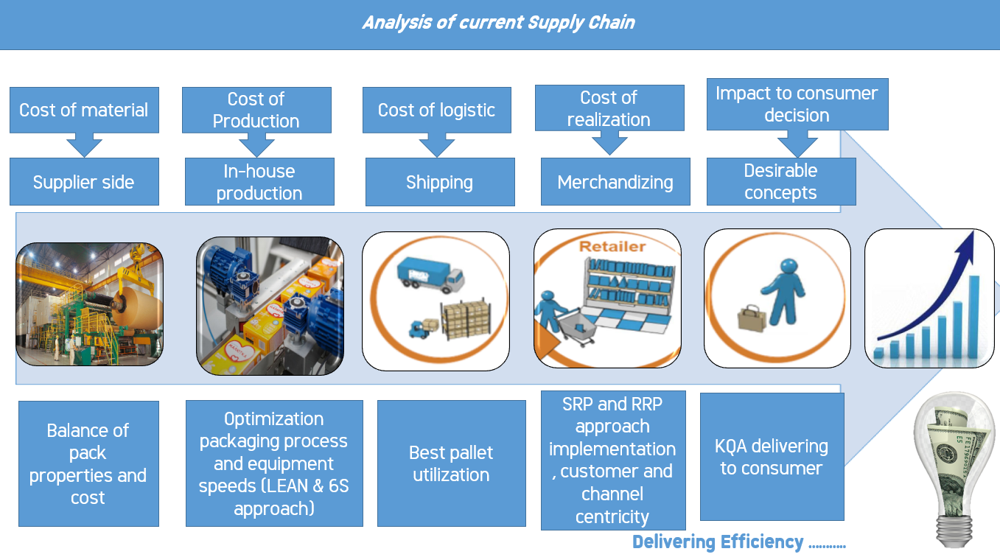 Analysis of current Supply Chain
Cost of material
Cost of
Production
Cost of logistic
Cost of
realization
Impact to consumer
decision
Supplier side
In-house
production
Shipping
Merchandizing
Desirable
concepts
Retailer
Balance of
pack
properties and
cost
Optimization
packaging process
and equipment
speeds (LEAN & 6S
approach)
Best pallet
utilization
SRP and RRP
approach
implementation
, customer and
channel
centricity
KQA delivering
to consumer
Delivering Efficiency ...........